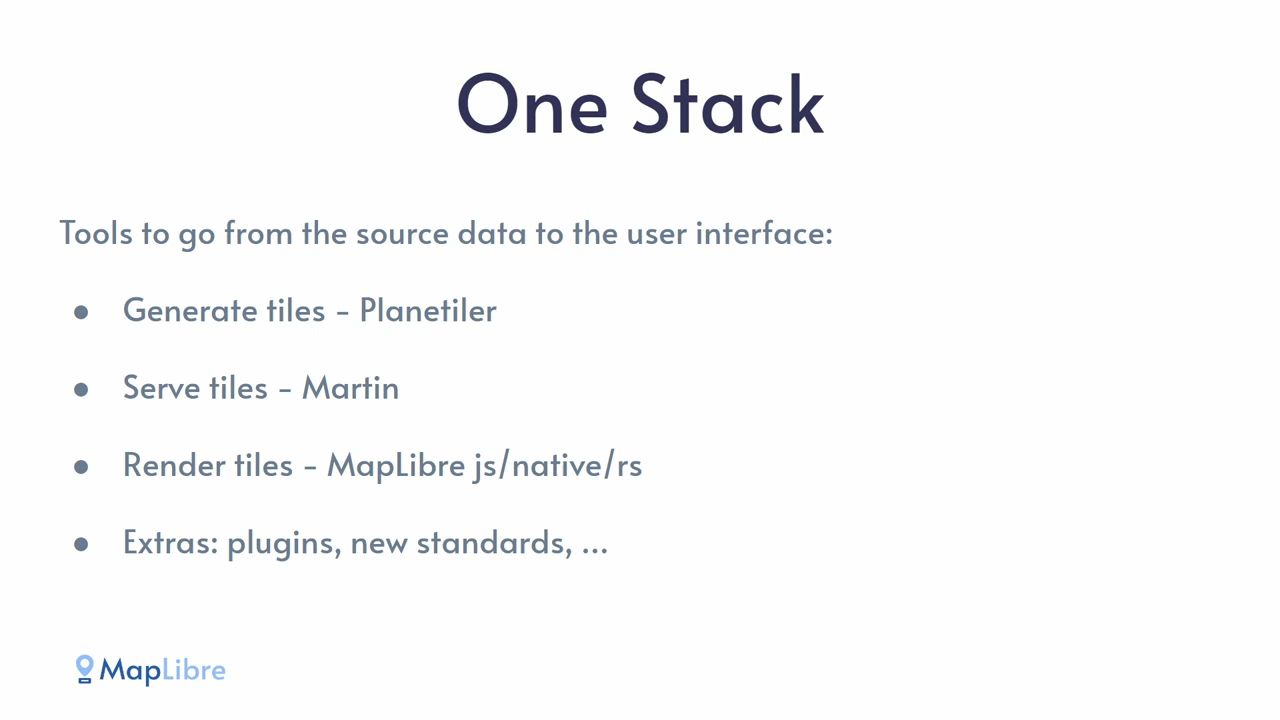 One Stack
Tools to go from the source data to the user interface:
● Generate tiles - Planetiler
● Serve tiles - Martin
● Render tiles - MapLibre js/native/rs
● Extras: plugins, new standards, ...
MapLibre